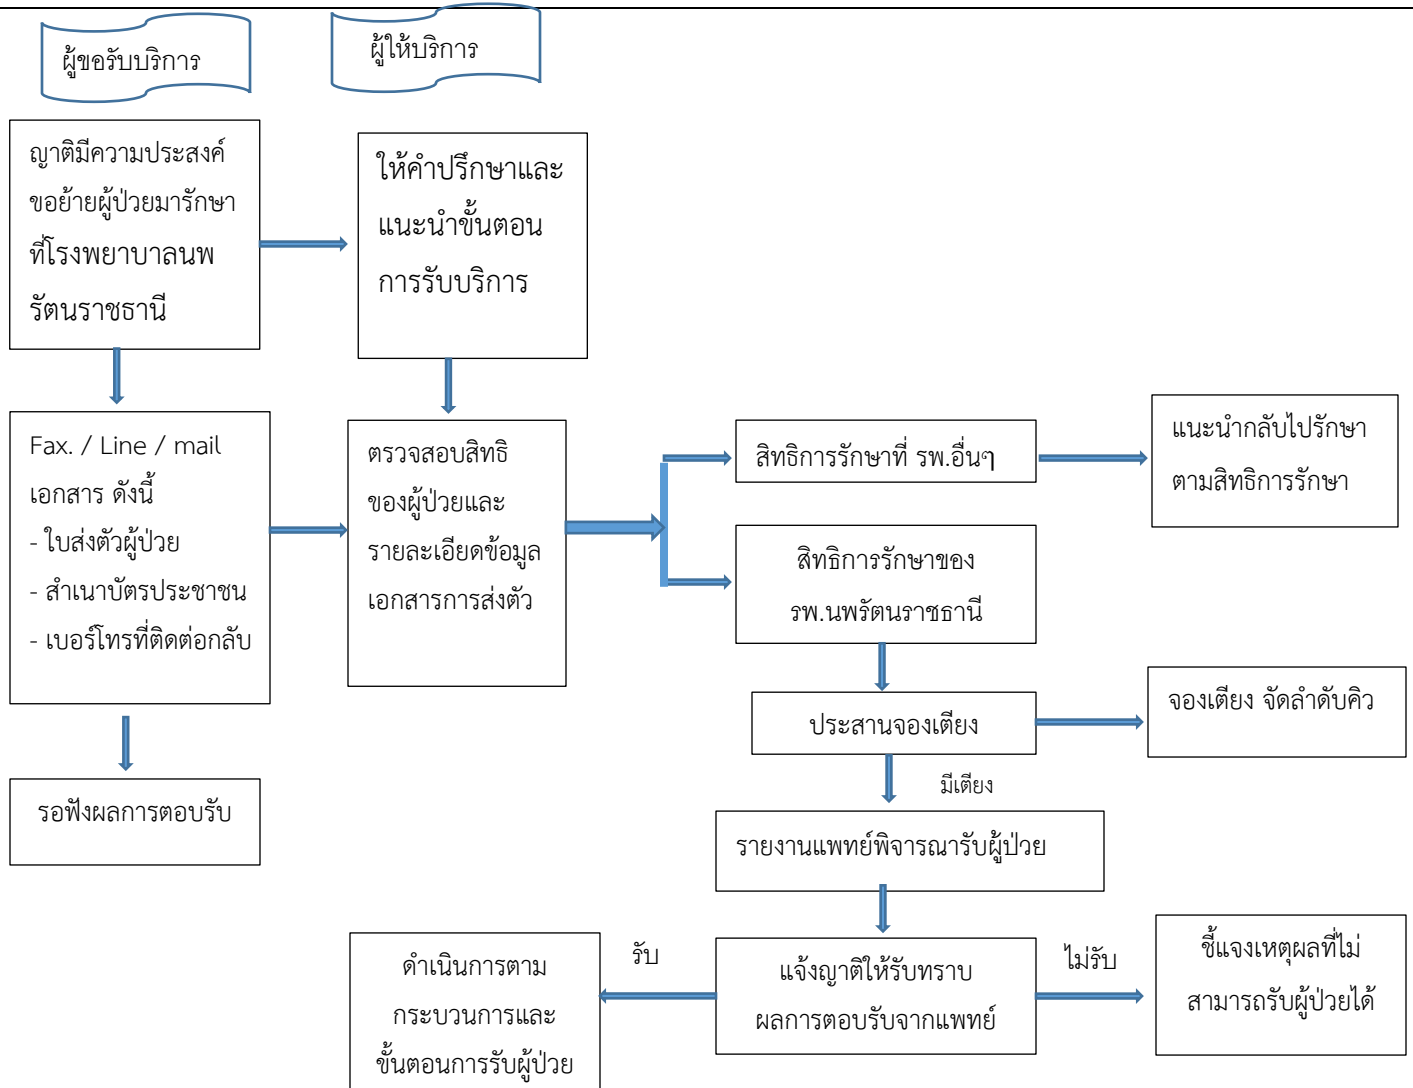 ผู้ขอรับบริการ
ผู้ให้บริการ
ญาติมีความประสงค์
ขอย้ายผู้ป่วยมารักษา
ที่โรงพยาบาลนพ
รัตนราชธานี
ให้คำปรึกษาและ
แนะนำขั้นตอน
การรับบริการ
Fax. / Line / mail
เอกสาร ดังนี้
- ใบส่งตัวผู้ป่วย
- สำเนาบัตรประชาชน
- เบอร์โทรที่ติดต่อกลับ
ตรวจสอบสิทธิ
ของผู้ป่วยและ
รายละเอียดข้อมูล
เอกสารการส่งตัว
สิทธิการรักษาที่ รพ.อื่นๆ
แนะนำกลับไปรักษา
ตามสิทธิการรักษา
สิทธิการรักษาของ
รพ.นพรัตนราชธานี
ประสานจองเตียง
จองเตียง จัดลำดับคิว
มีเตียง
รอฟังผลการตอบรับ
รายงานแพทย์พิจารณารับผู้ป่วย
แจ้งญาติให้รับทราบ
ผลการตอบรับจากแพทย์
รับ
ดำเนินการตาม
กระบวนการและ
ขั้นตอนการรับผู้ป่วย
ไม่รับ
ชี้แจงเหตุผลที่ไม่
สามารถรับผู้ป่วยได้